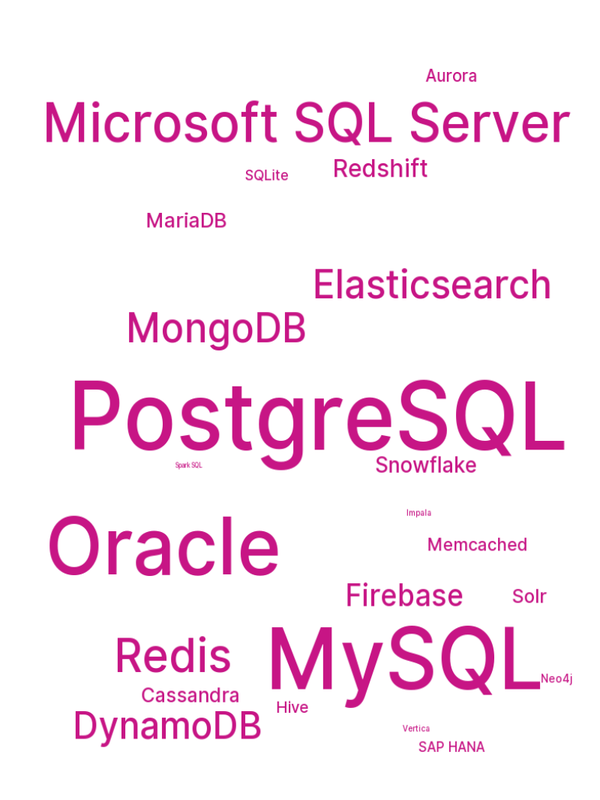 Aurora
Microsoft SQL Server
Redshift
SQLite
MariaDB
Elasticsearch
MongoDB
PostgreSQL
Spark SQL
Snowflake
Impala
Oracle
Memcached
Firebase
Solr
Redis
MySQL
Neo4j
Cassandra
Hive
DynamoDB
Vertica
SAP HANA